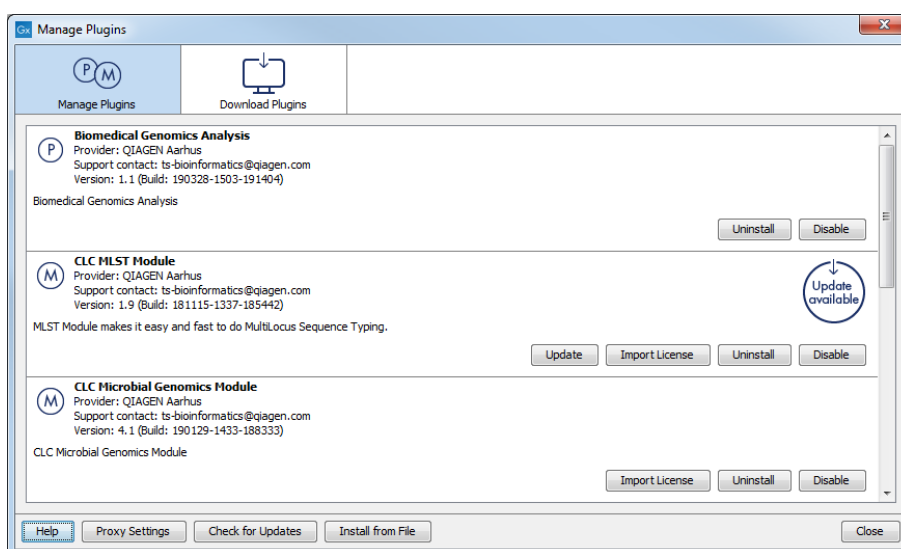 Gx Manage Plugins
P M
Manage Plugins
Download Plugins
P
Biomedical Genomics Analysis
Provider: QIAGEN Aarhus
Support contact: ts-bioinformatics@qiagen.com
Version: 1.1 (Build: 190328-1503-191404)
Biomedical Genomics Analysis
Uninstall Disable
M
CLC MLST Module
Provider: QIAGEN Aarhus
Support contact: ts-bioinformatics@qiagen.com
Version: 1.9 (Build: 181115-1337-185442)
Update
available
MLST Module makes it easy and fast to do MultiLocus Sequence Typing.
Update Import License Uninstall Disable
M
CLC Microbial Genomics Module
Provider: QIAGEN Aarhus
Support contact: ts-bioinformatics@qiagen.com
Version: 4.1 (Build: 190129-1433-188333)
CLC Microbial Genomics Module
Import License Uninstall Disable
Help Proxy Settings Check for Updates Install from File Close